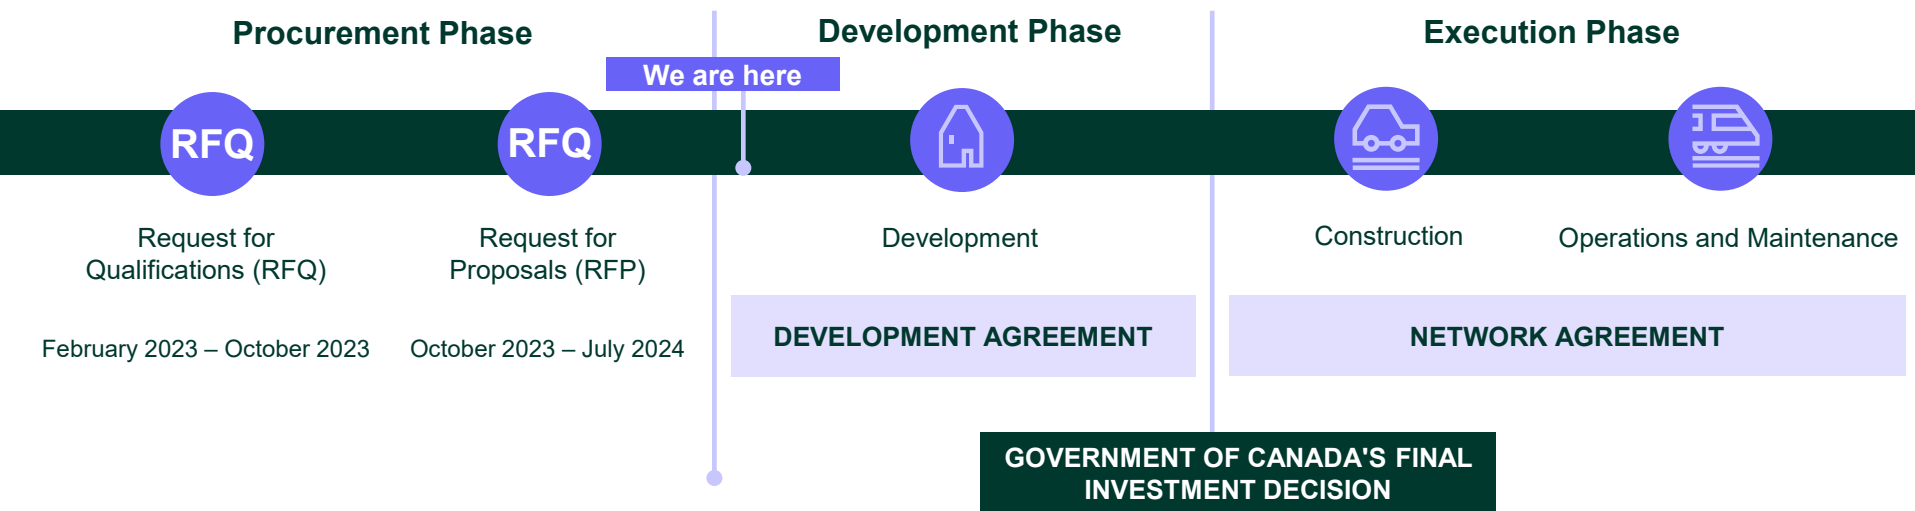 Procurement Phase
Development Phase
Execution Phase
We are here
RFQ
RFQ
Request for
Qualifications (RFQ)
Request for
Proposals (RFP)
Development
Construction
Operations and Maintenance
February 2023 – October 2023
October 2023 – July 2024
DEVELOPMENT AGREEMENT
NETWORK AGREEMENT
GOVERNMENT OF CANADA'S FINAL
INVESTMENT DECISION